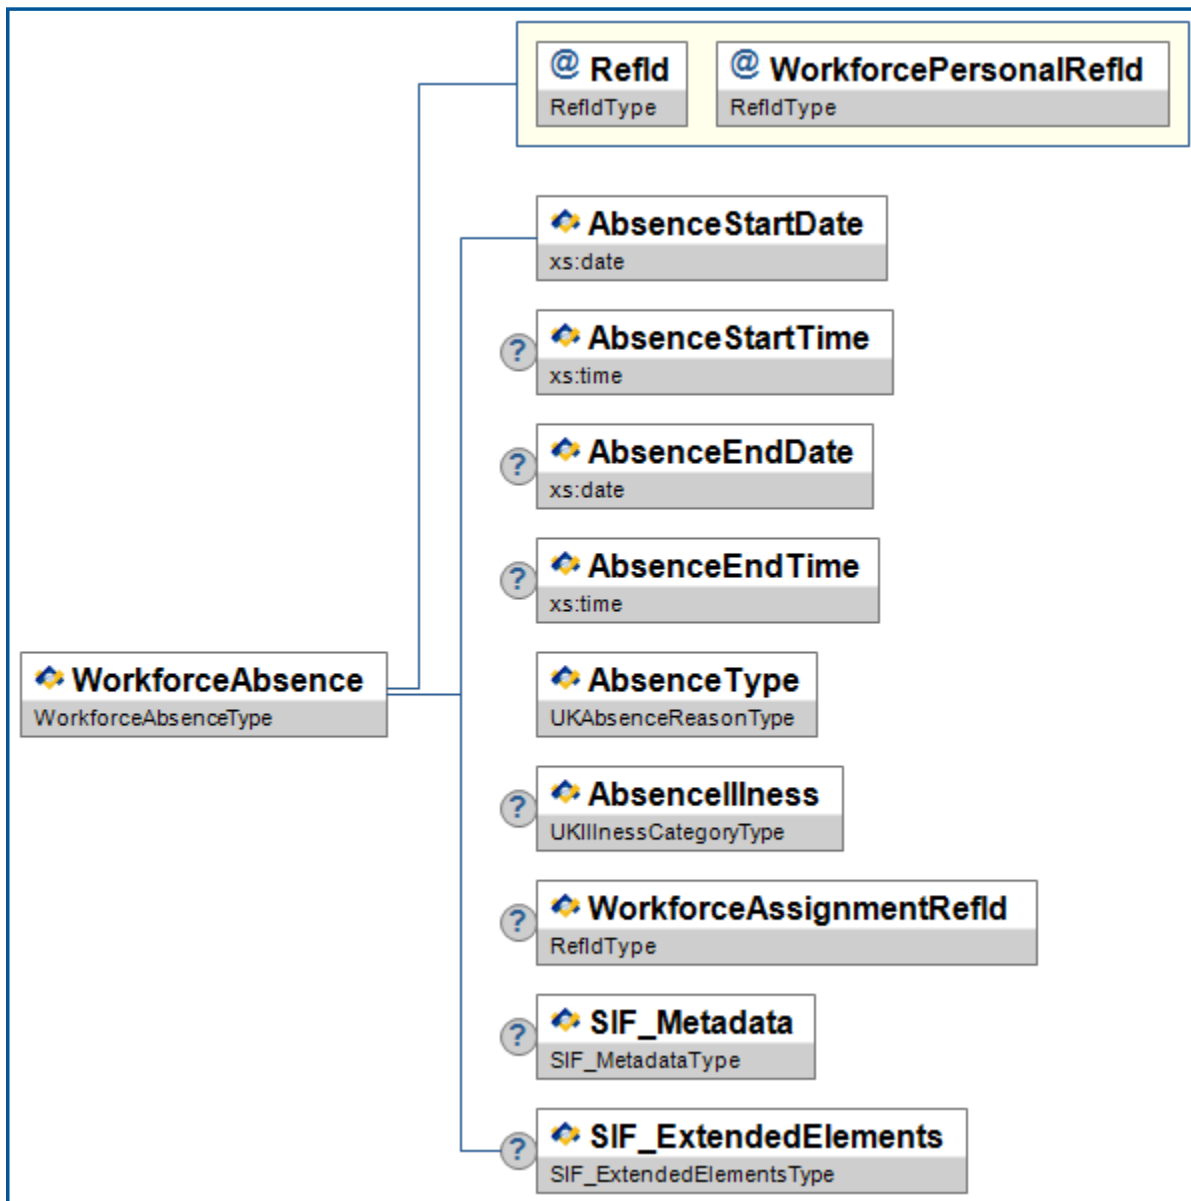 @ RefId
RefIdType
@ WorkforcePersonalRefId
RefIdType
AbsenceStartDate
xs:date
? AbsenceStartTime
xs:time
? AbsenceEndDate
xs:date
? AbsenceEndTime
xs:time
WorkforceAbsence
WorkforceAbsenceType
AbsenceType
UKAbsenceReasonType
? AbsenceIllness
UKIllnessCategoryType
? WorkforceAssignmentRefId
RefIdType
? SIF_Metadata
SIF_MetadataType
? SIF_ExtendedElements
SIF_ExtendedElementsType